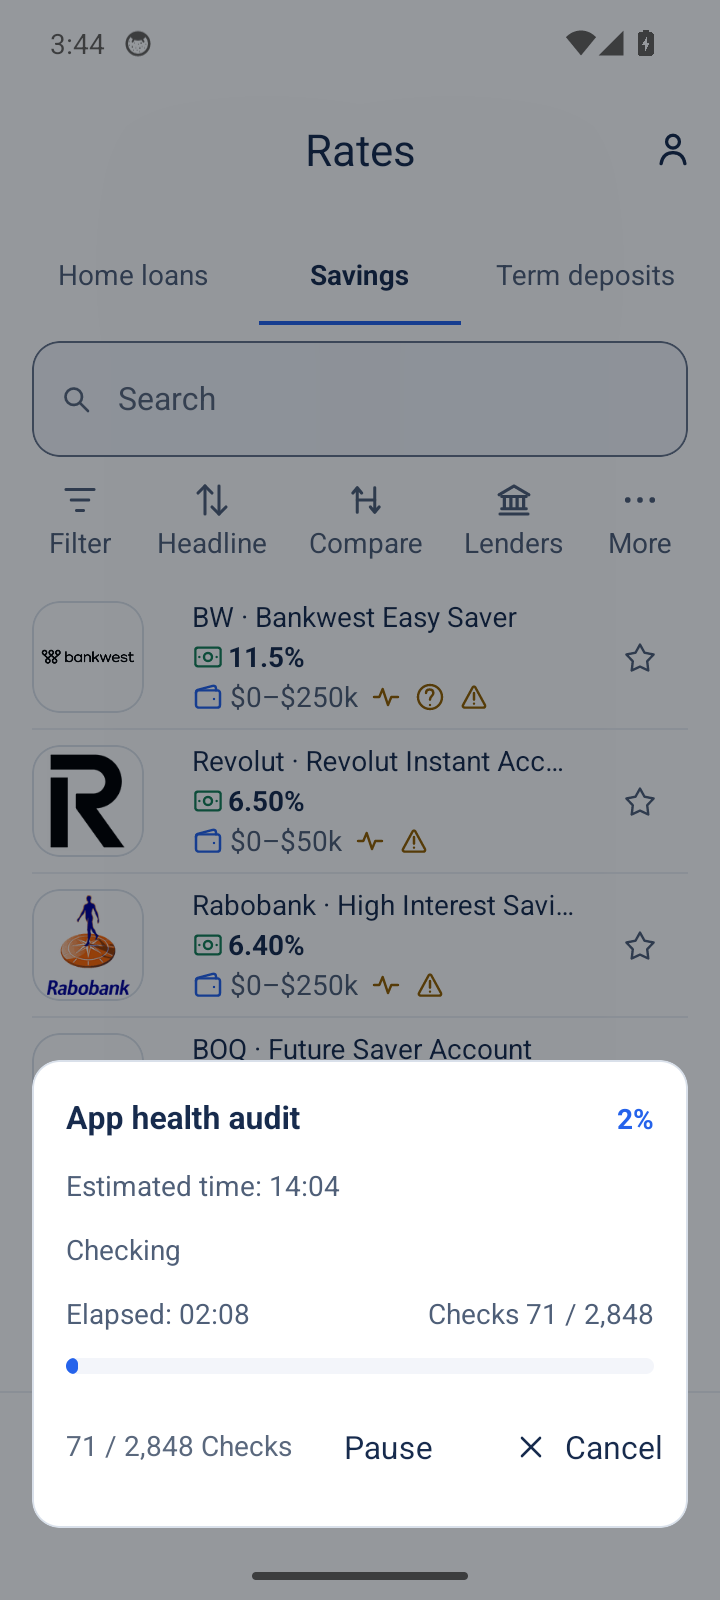 3:44
Rates
Home loans Savings Term deposits
Search
Filter Headline Compare Lenders More
bankwest
BW · Bankwest Easy Saver
11.5%
$0–$250k
R
Revolut · Revolut Instant Acc…
6.50%
$0–$50k
Rabobank
Rabobank · High Interest Savi…
6.40%
$0–$250k
BOQ · Future Saver Account
App health audit 2%
Estimated time: 14:04
Checking
Elapsed: 02:08 Checks 71 / 2,848
71 / 2,848 Checks Pause Cancel